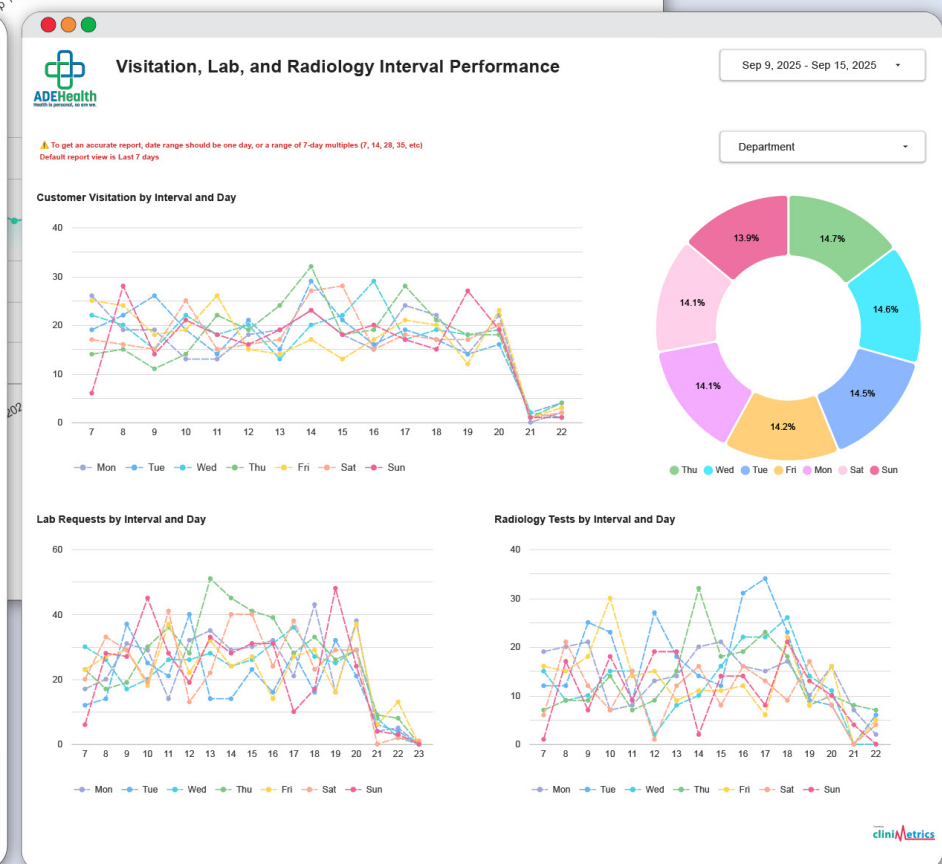 Visitation, Lab, and Radiology Interval Performance
Sep 9, 2025 - Sep 15, 2025
ADEHealth
Health is personal, so are we.
⚠ To get an accurate report, date range should be one day, or a range of 7-day multiples (7, 14, 28, 35, etc)
Default report view is Last 7 days
Department
Customer Visitation by Interval and Day
40
30
20
10
0
7 8 9 10 11 12 13 14 15 16 17 18 19 20 21 22
Mon Tue Wed Thu Fri Sat Sun
13.9%
14.7%
14.1%
14.6%
14.1%
14.5%
14.2%
Thu Wed Tue Fri Mon Sat Sun
Lab Requests by Interval and Day
60
40
20
0
7 8 9 10 11 12 13 14 15 16 17 18 19 20 21 22 23
Mon Tue Wed Thu Fri Sat Sun
Radiology Tests by Interval and Day
40
30
20
10
0
7 8 9 10 11 12 13 14 15 16 17 18 19 20 21 22
Mon Tue Wed Thu Fri Sat Sun
cliniMetrics